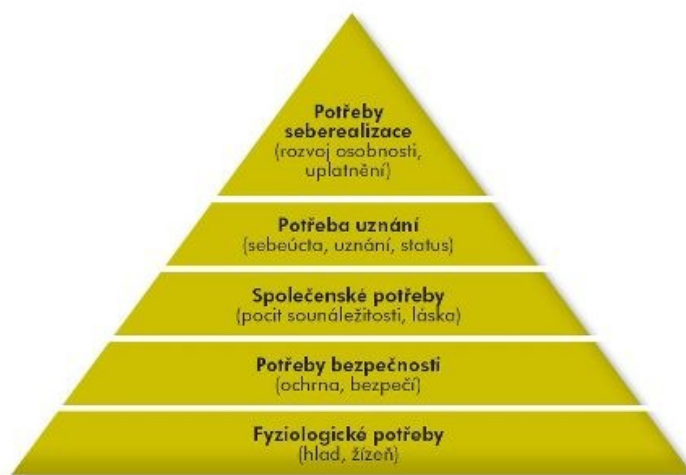 Potřeby
seberealizace
(rozvoj osobnosti,
uplatnění)
Potřeba uznání
(sebeúcta, uznání, status)
Společenské potřeby
(pocit sounáležitosti, láska)
Potřeby bezpečností
(ochrna, bezpečí)
Fyziologické potřeby
(hlad, žízeň)